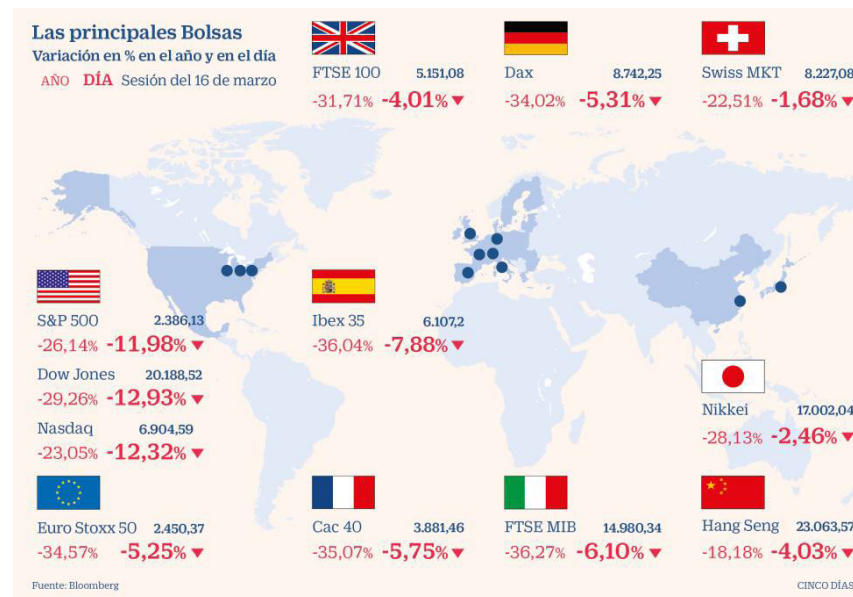 Las principales Bolsas
Variación en % en el año y en el día
AÑO DÍA Sesión del 16 de marzo
FTSE 100 5.151,08
-31,71% -4,01%
Dax 8.742,25
-34,02% -5,31%
Swiss MKT 8.227,08
-22,51% -1,68%
S&P 500 2.386,13
-26,14% -11,98%
Dow Jones 20.188,52
-29,26% -12,93%
Nasdaq 6.904,59
-23,05% -12,32%
Ibex 35 6.107,2
-36,04% -7,88%
Nikkei 17.002,04
-28,13% -2,46%
Euro Stoxx 50 2.450,37
-34,57% -5,25%
Cac 40 3.881,46
-35,07% -5,75%
FTSE MIB 14.980,34
-36,27% -6,10%
Hang Seng 23.063,57
-18,18% -4,03%
Fuente: Bloomberg
CINCO DÍAS